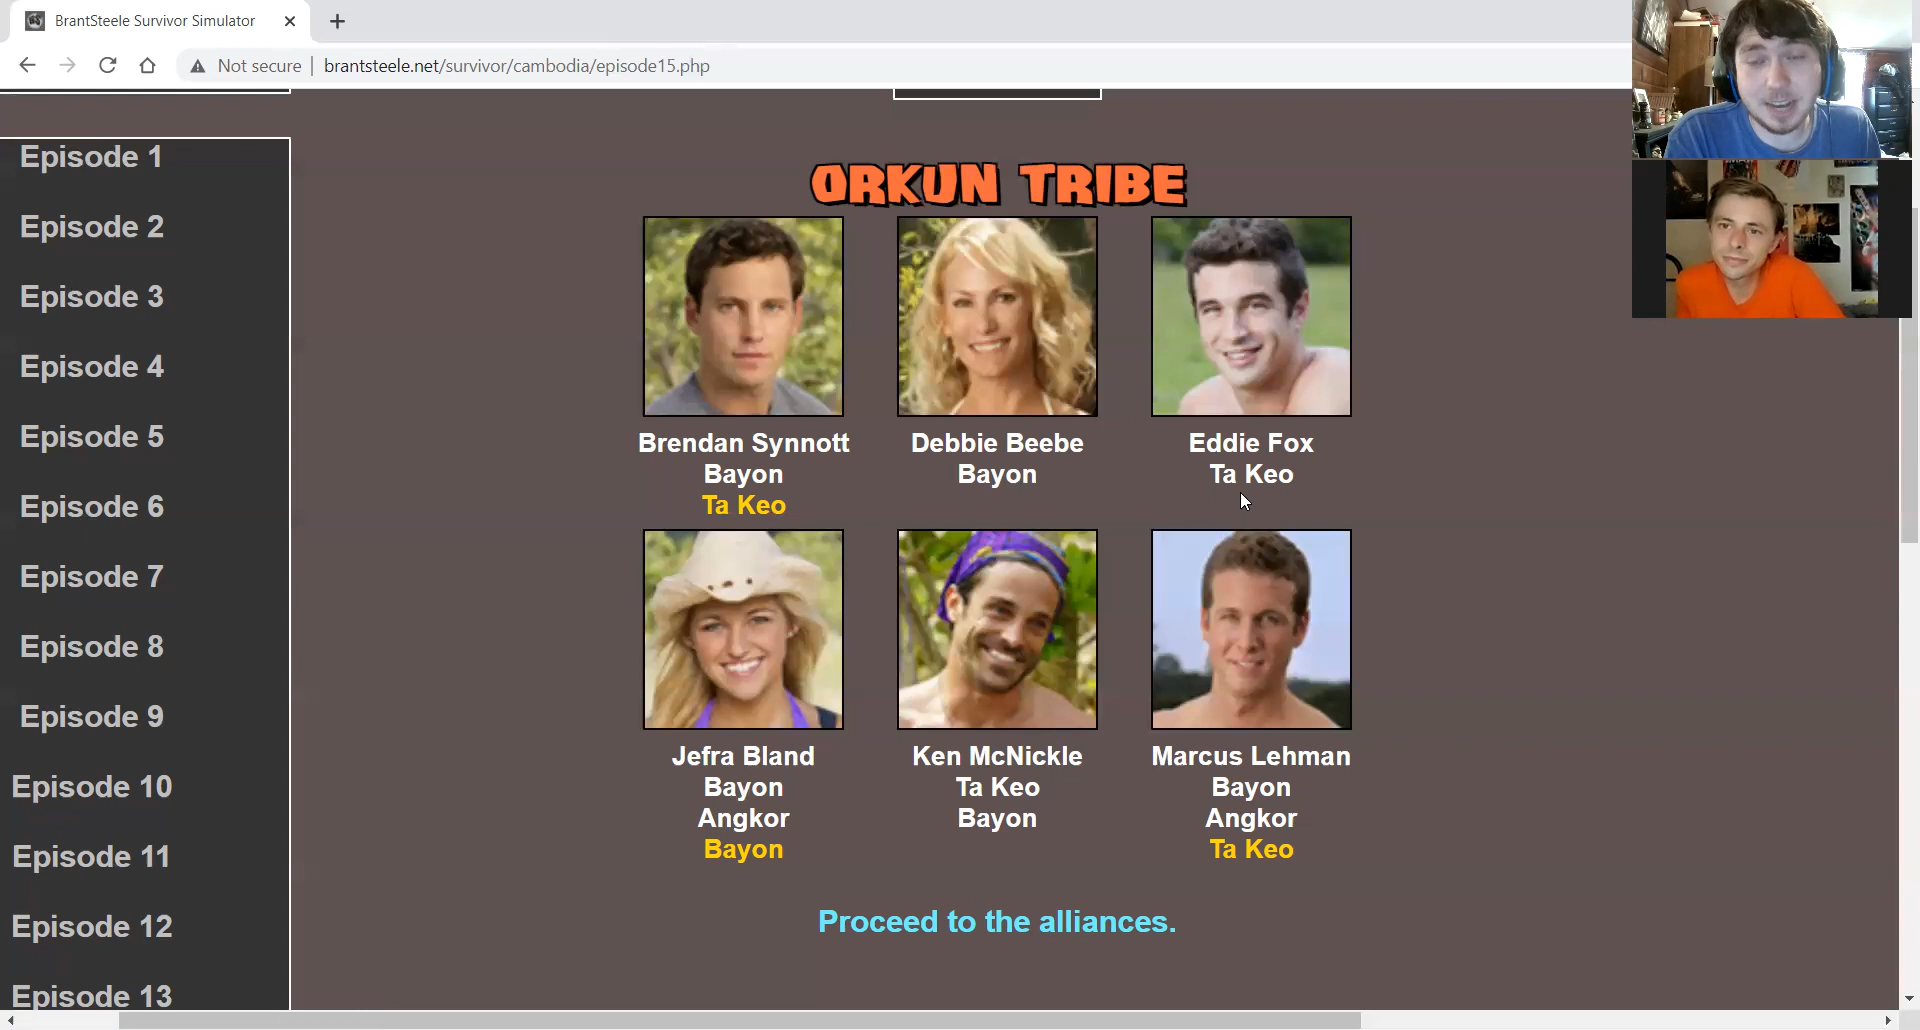 BrantSteele Survivor Simulator
Not secure
brantsteele.net/survivor/cambodia/episode15.php
Episode 1
Episode 2
Episode 3
Episode 4
Episode 5
Episode 6
Episode 7
Episode 8
Episode 9
Episode 10
Episode 11
Episode 12
Episode 13
ORKUN TRIBE
Brendan Synnott
Bayon
Ta Keo
Debbie Beebe
Bayon
Eddie Fox
Ta Keo
Jefra Bland
Bayon
Angkor
Bayon
Ken McNickle
Ta Keo
Bayon
Marcus Lehman
Bayon
Angkor
Ta Keo
Proceed to the alliances.